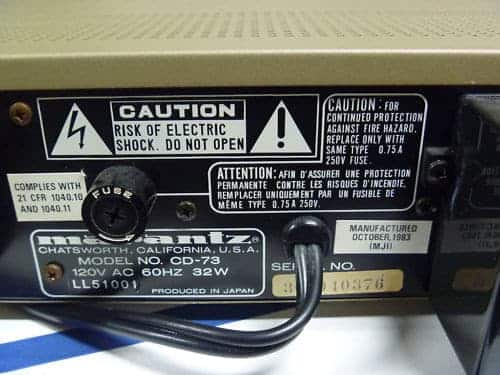 CAUTION
RISK OF ELECTRIC
SHOCK. DO NOT OPEN
CAUTION: FOR
CONTINUED PROTECTION
AGAINST FIRE HAZARD,
REPLACE ONLY WITH
SAME TYPE 0.75A
250V FUSE.
ATTENTION: AFIN D'ASSURER UNE PROTECTION
PERMANENTE CONTRE LES RISQUES D'INCENDIE,
REMPLACER UNIQUEMENT PAR UN FUSIBLE DE
MÊME TYPE 0.75A 250V.
COMPLIES WITH
21 CFR 1040.10
AND 1040.11
FUSE
marantz
CHATSWORTH, CALIFORNIA, U.S.A.
MODEL NO. CD-73
120V AC 60HZ 32W
LL51001
PRODUCED IN JAPAN
MANUFACTURED
OCTOBER, 1983
(MJI)
NO.